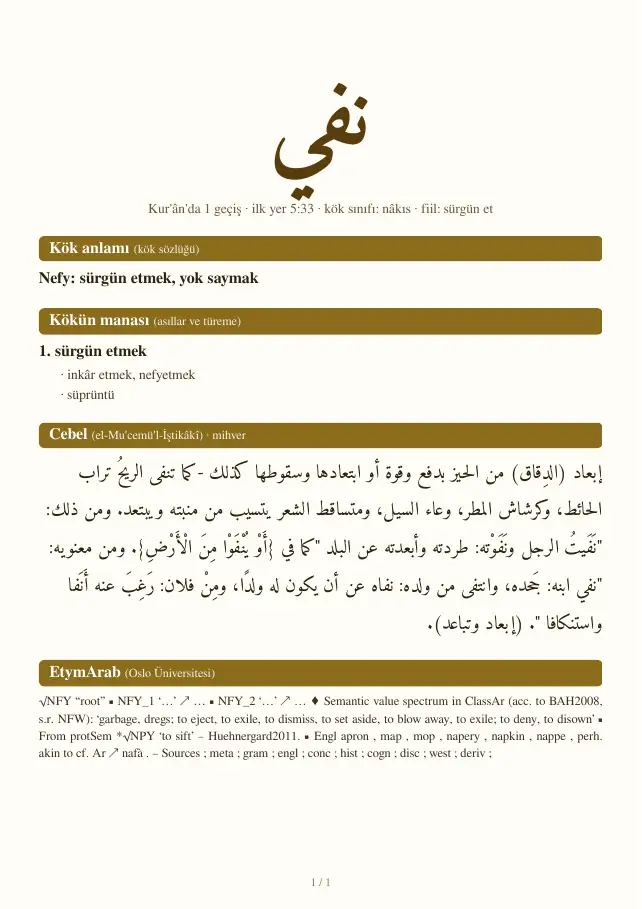 نفي
Kur'ân'da 1 geçiş · ilk yer 5:33 · kök sınıfı: nâkıs · fiil: sürgün et
Kök anlamı (kök sözlüğü)
Nefy: sürgün etmek, yok saymak
Kökün manası (asıllar ve türeme)
1. sürgün etmek
· inkâr etmek, nefyetmek
· süprüntü
Cebel (el-Mu'cemü'l-İştikâkî) · mihver
إبعاد (الدِقاق) من الحيز بدفع وقوة أو ابتعادها وسقوطها كذلك -كما تنفى الريحُ تراب
الحائط، وكرشاش المطر، وعاء السيل، ومتساقط الشعر يتسيب من منبته ويبتعد. ومن ذلك:
"نَفَيتُ الرجل ونَفَوْته: طردته وأبعدته عن البلد "كما في {أَوْ يُنْفَوْا مِنَ الْأَرْضِ}. ومن معنويه:
"نفي ابنه: جَحده، وانتفى من ولده: نفاه عن أن يكون له ولدًا، ومِنْ فلان: رَغِبَ عنه أَنَفا
واستنكافا ". (إبعاد وتباعد).
EtymArab (Oslo Üniversitesi)
√NFY “root” ▪ NFY_1 ‘…’ ↗ … ▪ NFY_2 ‘…’ ↗ … ♦ Semantic value spectrum in ClassAr (acc. to BAH2008,
s.r. NFW): ‘garbage, dregs; to eject, to exile, to dismiss, to set aside, to blow away, to exile; to deny, to disown’ ▪
From protSem *√NPY ‘to sift’ – Huehnergard2011. ▪ Engl apron , map , mop , napery , napkin , nappe , perh.
akin to cf. Ar ↗ nafà . – Sources ; meta ; gram ; engl ; conc ; hist ; cogn ; disc ; west ; deriv ;
1 / 1